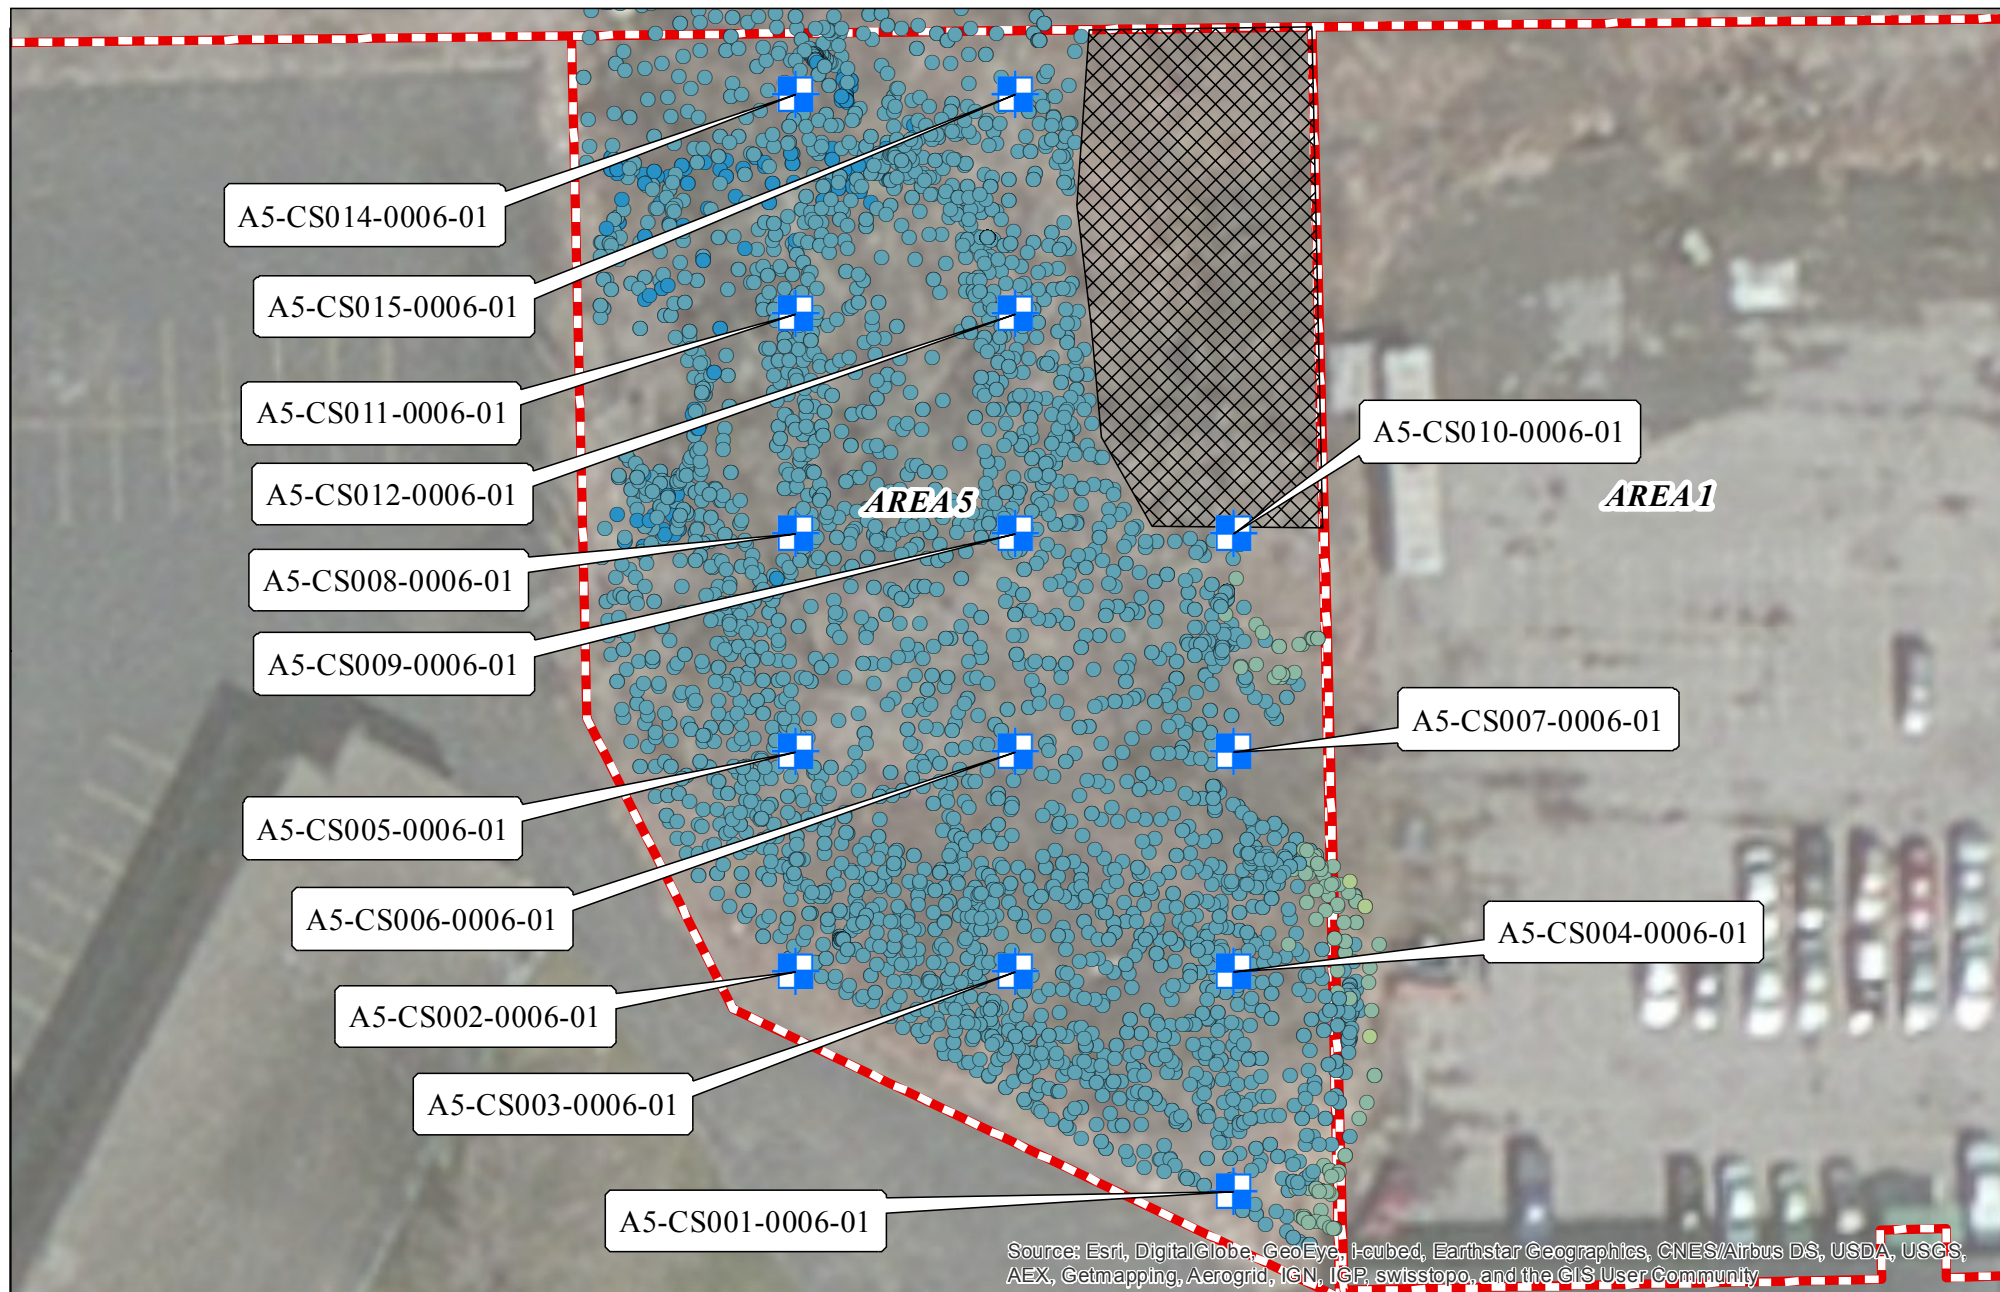 A5-CS014-0006-01
A5-CS015-0006-01
A5-CS011-0006-01
A5-CS012-0006-01
A5-CS010-0006-01
AREA 5
AREA 1
A5-CS008-0006-01
A5-CS009-0006-01
A5-CS007-0006-01
A5-CS005-0006-01
A5-CS006-0006-01
A5-CS004-0006-01
A5-CS002-0006-01
A5-CS003-0006-01
A5-CS001-0006-01
Source: Esri, DigitalGlobe, GeoEye, i-cubed, Earthstar Geographics, CNES/Airbus DS, USDA, USGS,
AEX, Getmapping, Aerogrid, IGN, IGP, swisstopo, and the GIS User Community